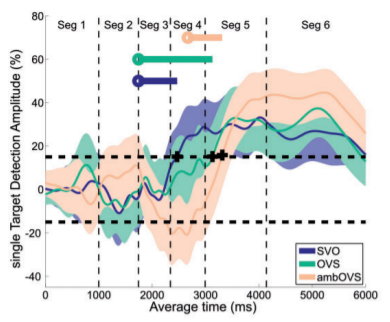 80
60
40
20
0
-20
-40
Seg 1
Seg 2
Seg 3
Seg 4
Seg 5
Seg 6
single Target Detection Amplitude (%)
SVO
OVS
ambOVS
0
1000
2000
3000
4000
5000
6000
Average time (ms)